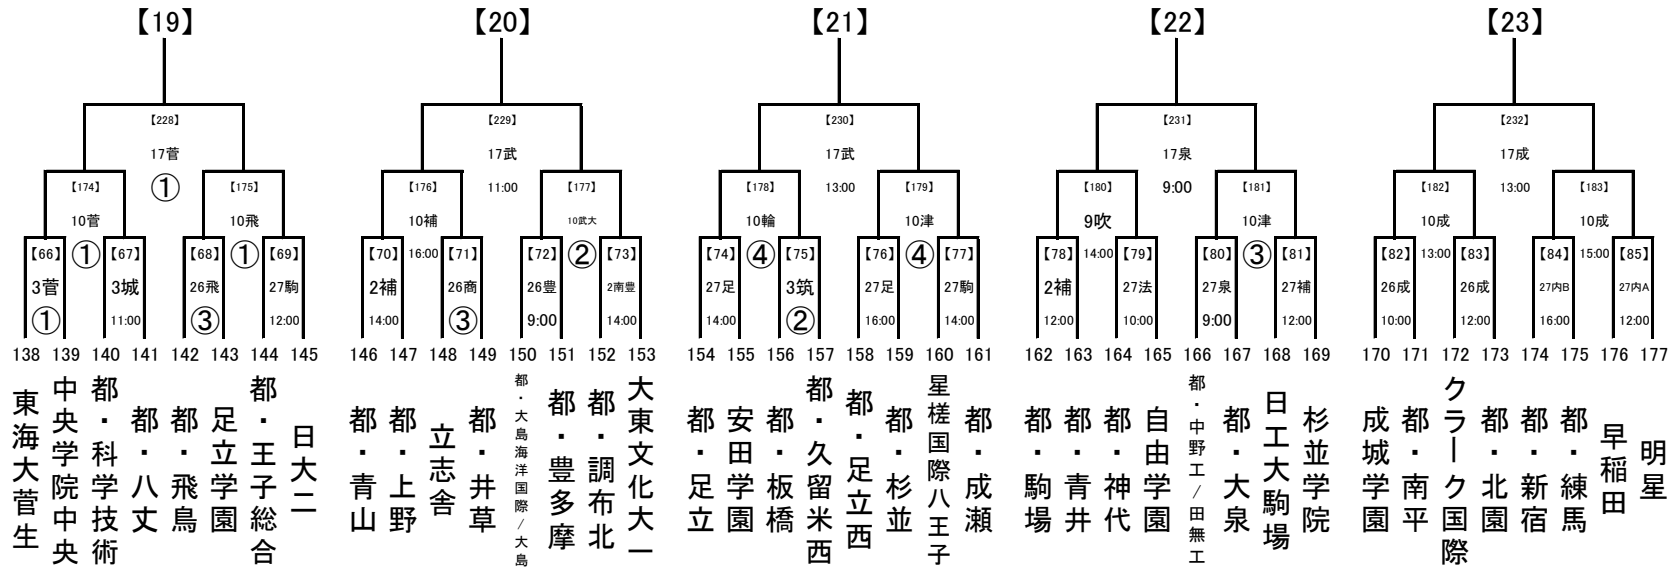 【19】 【20】 【21】 【22】 【23】
【228】 【229】 【230】 【231】 【232】
17菅 17武 17武 17泉 17成
① 11:00 13:00 9:00 13:00
【174】 【175】 【176】 【177】 【178】 【179】 【180】 【181】 【182】 【183】
10菅 10飛 10補 10武大 10輪 10津 9吹 10津 10成 10成
① ① 16:00 ② ④ ④ 14:00 ③ 13:00 15:00
【66】 【67】 【68】 【69】 【70】 【71】 【72】 【73】 【74】 【75】 【76】 【77】 【78】 【79】 【80】 【81】 【82】 【83】 【84】 【85】
3菅 3城 26飛 27駒 2補 26商 26豊 2南豊 27足 3筑 27足 27駒 2補 27法 27泉 27補 26成 26成 27内B 27内A
① 11:00 ③ 12:00 14:00 ③ 9:00 14:00 14:00 ② 16:00 14:00 12:00 10:00 9:00 12:00 10:00 12:00 16:00 12:00
138 139 140 141 142 143 144 145 146 147 148 149 150 151 152 153 154 155 156 157 158 159 160 161 162 163 164 165 166 167 168 169 170 171 172 173 174 175 176 177
東海大菅生
中央学院中央
都・科学技術
都・八丈
都・飛鳥
足立学園
都・王子総合
日大二
都・青山
都・上野
立志舎
都・井草
都・大島海洋国際/大島
都・豊多摩
都・調布北
大東文化大一
都・足立
安田学園
都・板橋
都・久留米西
都・足立西
都・杉並
星槎国際八王子
都・成瀬
都・駒場
都・青井
都・神代
自由学園
都・中野工/田無工
都・大泉
日工大駒場
杉並学院
成城学園
都・南平
クラーク国際
都・北園
都・新宿
都・練馬
早稲田
明星